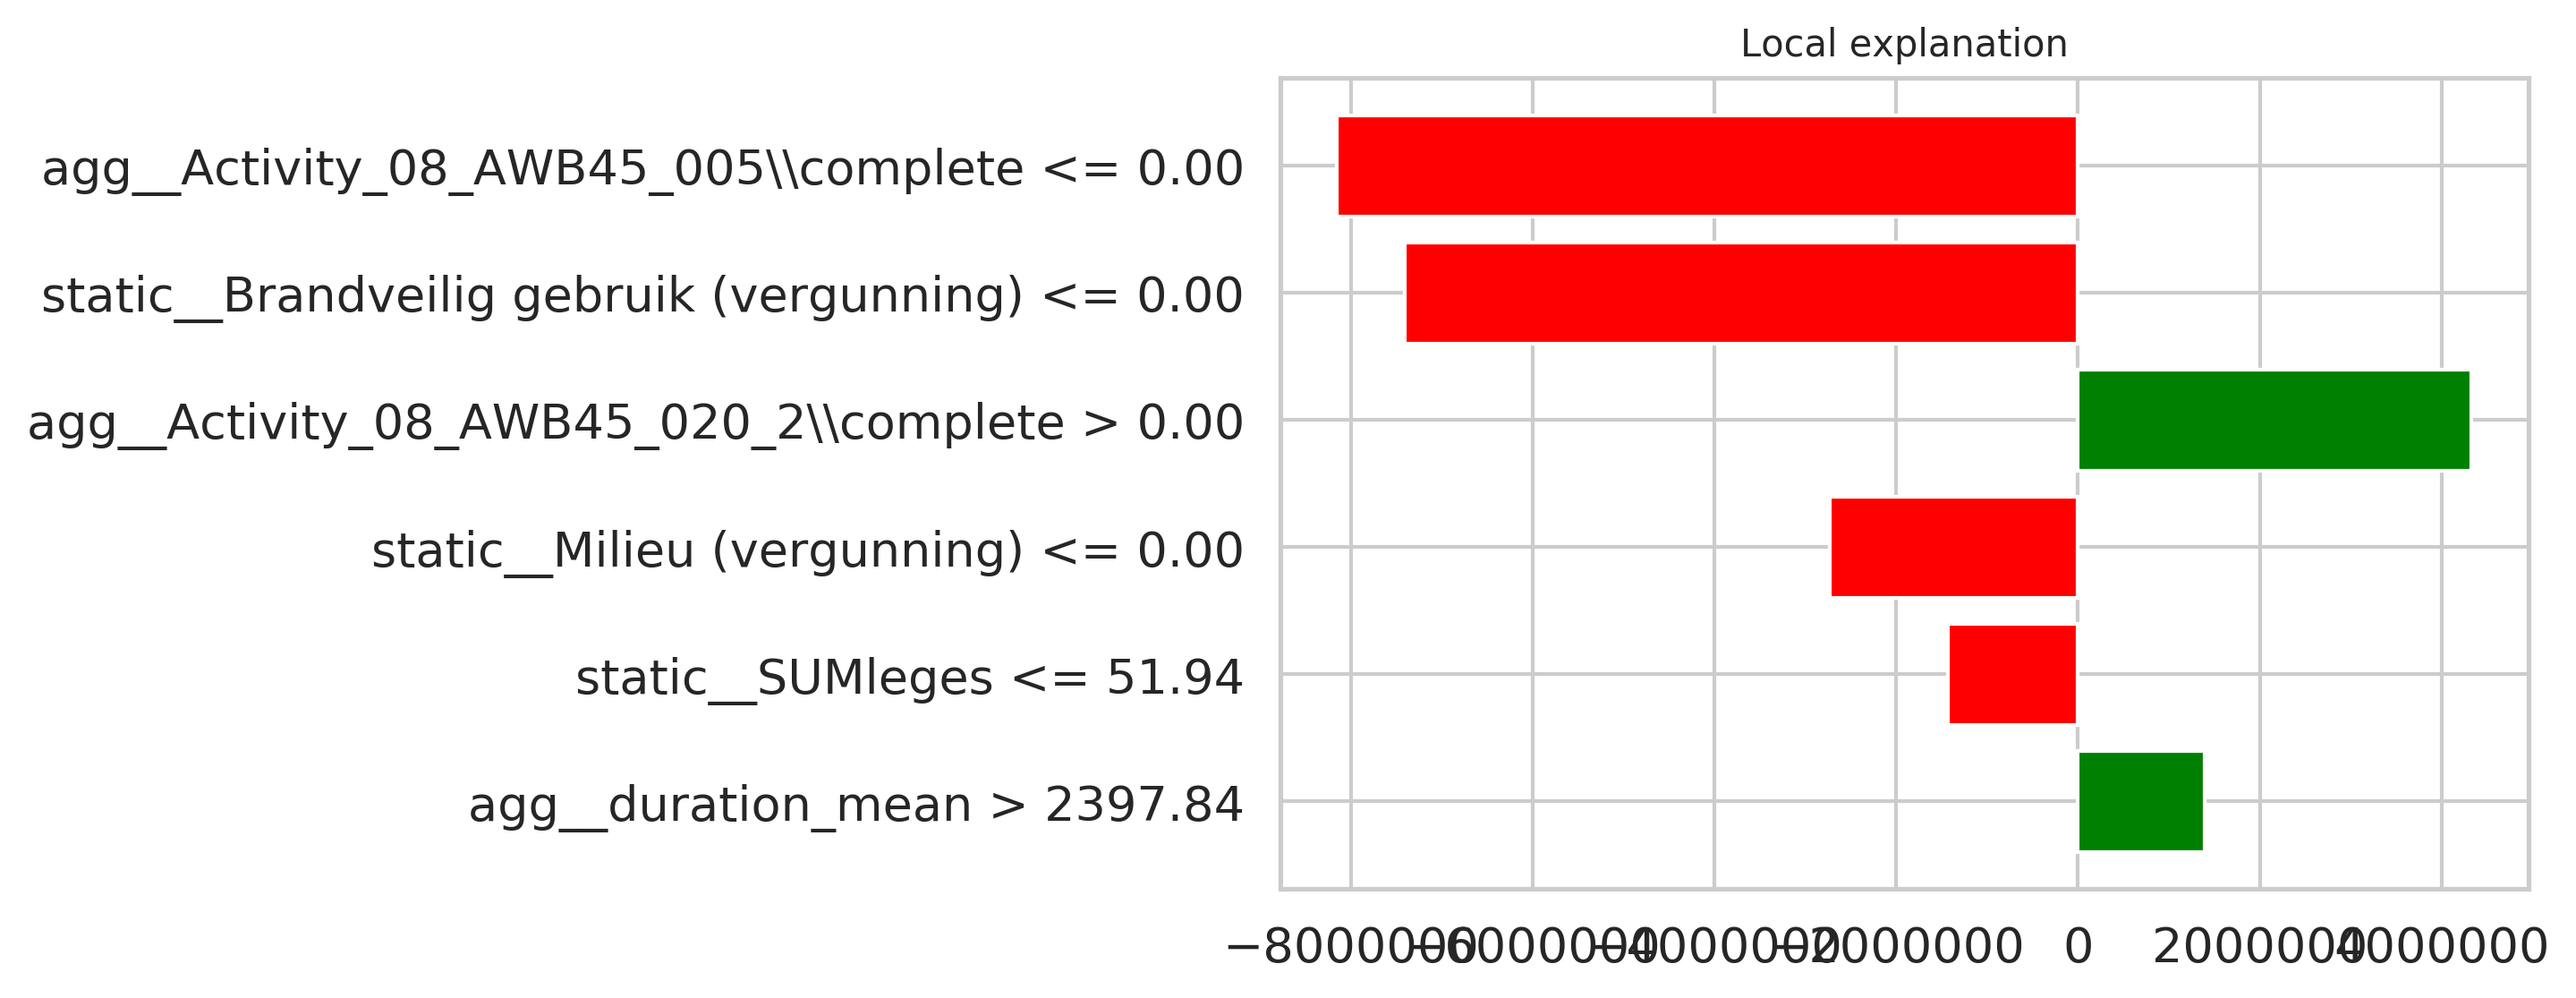 Local explanation
agg__Activity_08_AWB45_005\\complete <= 0.00
static__Brandveilig gebruik (vergunning) <= 0.00
agg__Activity_08_AWB45_020_2\\complete > 0.00
static__Milieu (vergunning) <= 0.00
static__SUMleges <= 51.94
agg__duration_mean > 2397.84
−8000000 −6000000 −4000000 −2000000 0 2000000 4000000